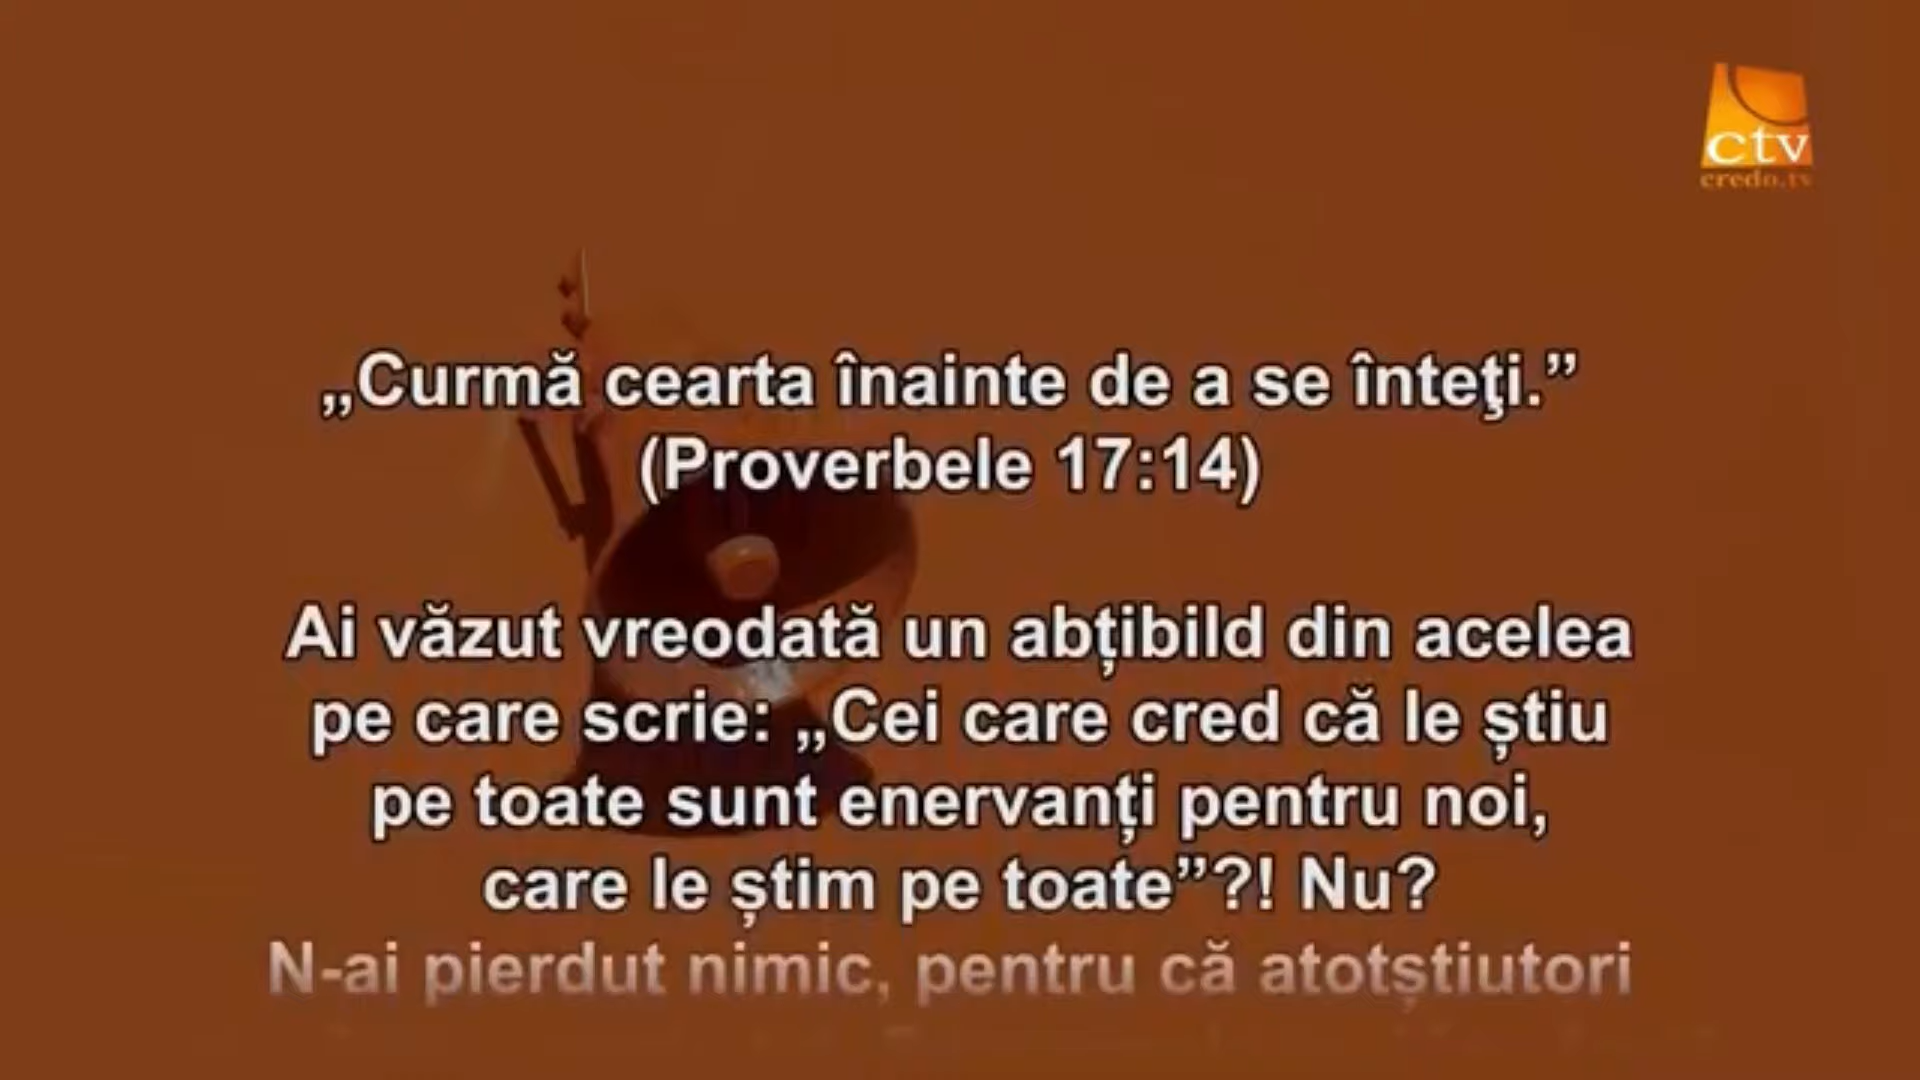 ctv
credo.tv
„Curmă cearta înainte de a se înteţi.”
(Proverbele 17:14)
Ai văzut vreodată un abțibild din acelea
pe care scrie: „Cei care cred că le știu
pe toate sunt enervanți pentru noi,
care le știm pe toate”?! Nu?
N-ai pierdut nimic, pentru că atotștiutori